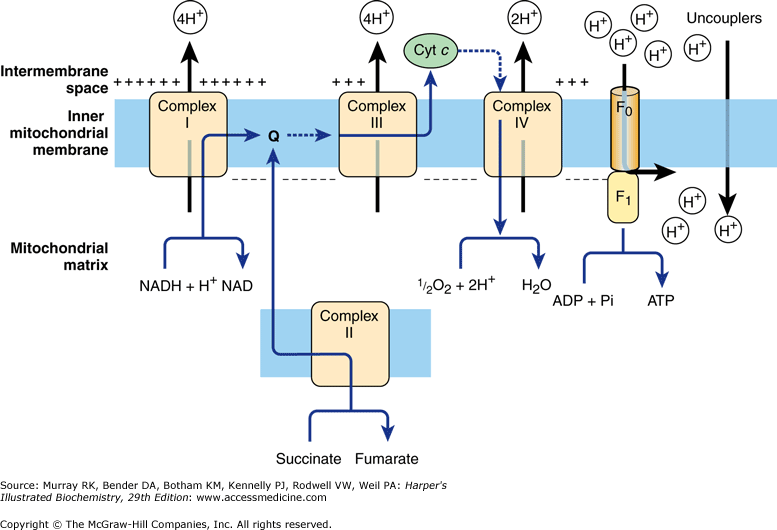 4H+
4H+
2H+
H+
H+
H+
H+
H+
Uncouplers
Cyt c
Intermembrane
space
++++++ ++++++
+++
+++
Inner
mitochondrial
membrane
Complex
I
Q
Complex
III
Complex
IV
F0
F1
H+
H+
H+
Mitochondrial
matrix
NADH + H+ NAD
1/2O2 + 2H+
H2O
ADP + Pi
ATP
Complex
II
Succinate
Fumarate
Source: Murray RK, Bender DA, Botham KM, Kennelly PJ, Rodwell VW, Weil PA: Harper's
Illustrated Biochemistry, 29th Edition: www.accessmedicine.com
Copyright © The McGraw-Hill Companies, Inc. All rights reserved.